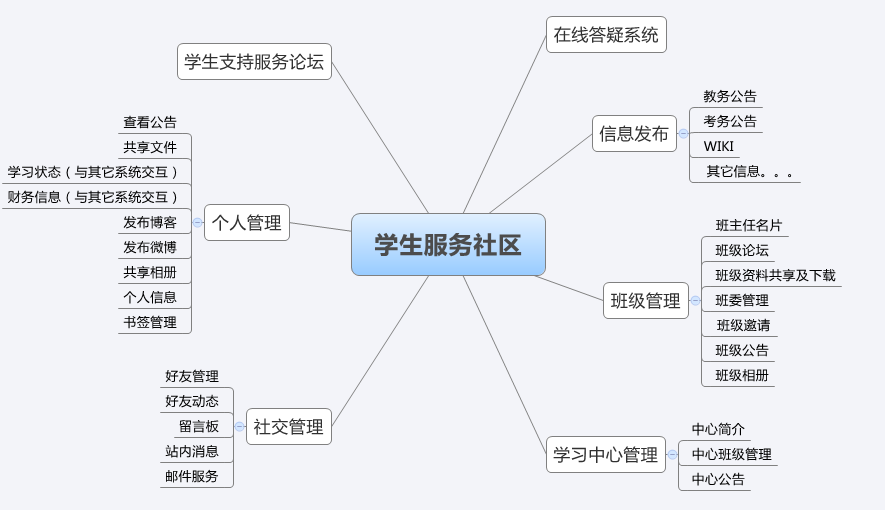 学生服务社区
在线答疑系统
信息发布
教务公告
考务公告
WIKI
其它信息。。。
班级管理
班主任名片
班级论坛
班级资料共享及下载
班委管理
班级邀请
班级公告
班级相册
学习中心管理
中心简介
中心班级管理
中心公告
学生支持服务论坛
个人管理
查看公告
共享文件
学习状态（与其它系统交互）
财务信息（与其它系统交互）
发布博客
发布微博
共享相册
个人信息
书签管理
社交管理
好友管理
好友动态
留言板
站内消息
邮件服务